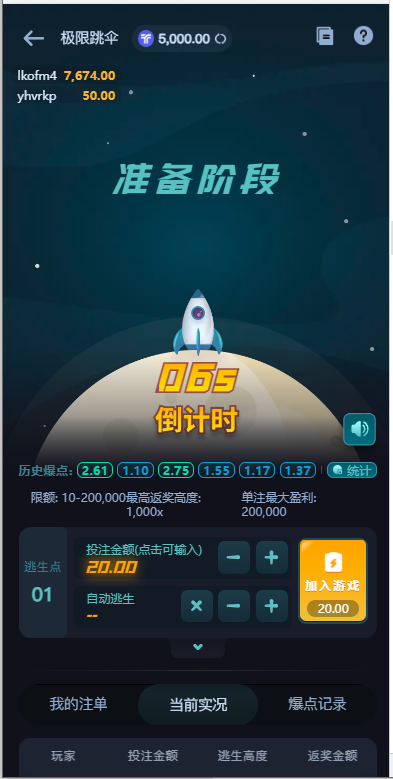 极限跳伞 5,000.00
lkofm4 7,674.00
yhvrkp 50.00
准备阶段
06s
倒计时
历史爆点: 2.61 1.10 2.75 1.55 1.17 1.37 统计
限额: 10-200,000最高返奖高度: 单注最大盈利:
1,000x 200,000
逃生点
01
投注金额(点击可输入)
20.00
自动逃生
--
加入游戏
20.00
我的注单 当前实况 爆点记录
玩家 投注金额 逃生高度 返奖金额